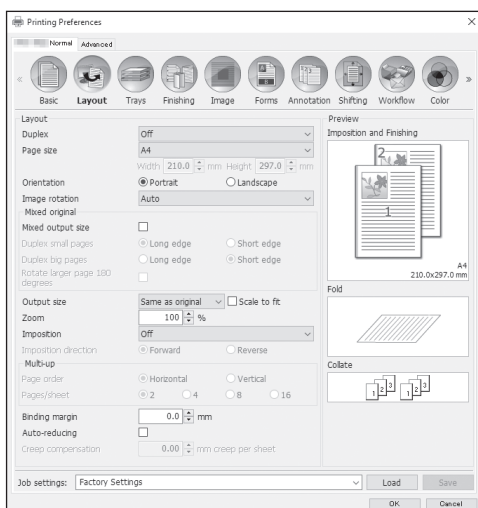 Printing Preferences
Normal Advanced
« Basic Layout Trays Finishing Image Forms Annotation Shifting Workflow Color »
Layout
Duplex Off
Page size A4
Width 210.0 mm Height 297.0 mm
Orientation Portrait Landscape
Image rotation Auto
Mixed original
Mixed output size
Duplex small pages Long edge Short edge
Duplex big pages Long edge Short edge
Rotate larger page 180
degrees
Output size Same as original Scale to fit
Zoom 100 %
Imposition Off
Imposition direction Forward Reverse
Multi-up
Page order Horizontal Vertical
Pages/sheet 2 4 8 16
Binding margin 0.0 mm
Auto-reducing
Creep compensation 0.00 mm creep per sheet
Preview
Imposition and Finishing
2
1
A4
210.0x297.0 mm
Fold
Collate
1 2 3 1 2 3
Job settings: Factory Settings Load Save
OK Cancel